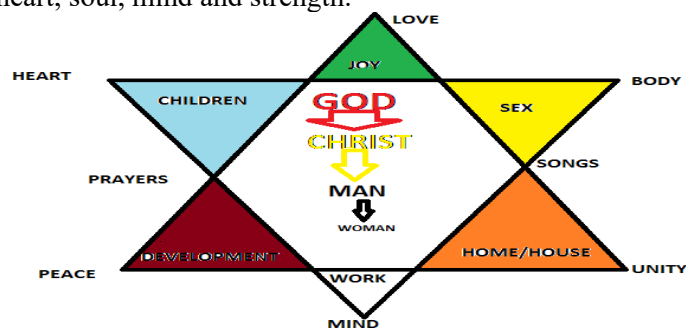 heart, soul, mind and strength.
LOVE
JOY
HEART
BODY
CHILDREN
GOD
SEX
CHRIST
SONGS
PRAYERS
MAN
WOMAN
DEVELOPMENT
HOME/HOUSE
PEACE
WORK
UNITY
MIND